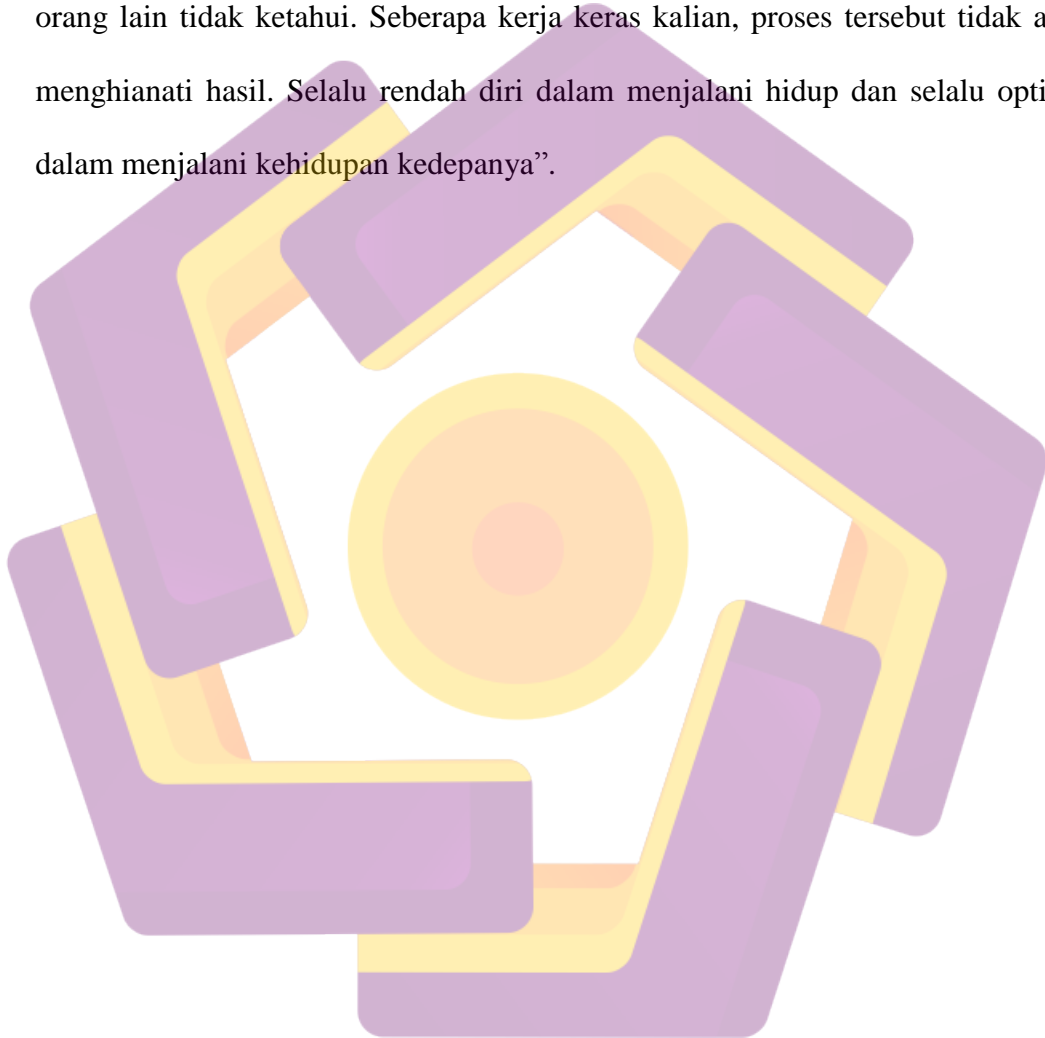 orang lain tidak ketahui. Seberapa kerja keras kalian, proses tersebut tidak a
menghianati hasil. Selalu rendah diri dalam menjalani hidup dan selalu opti
dalam menjalani kehidupan kedepanya”.